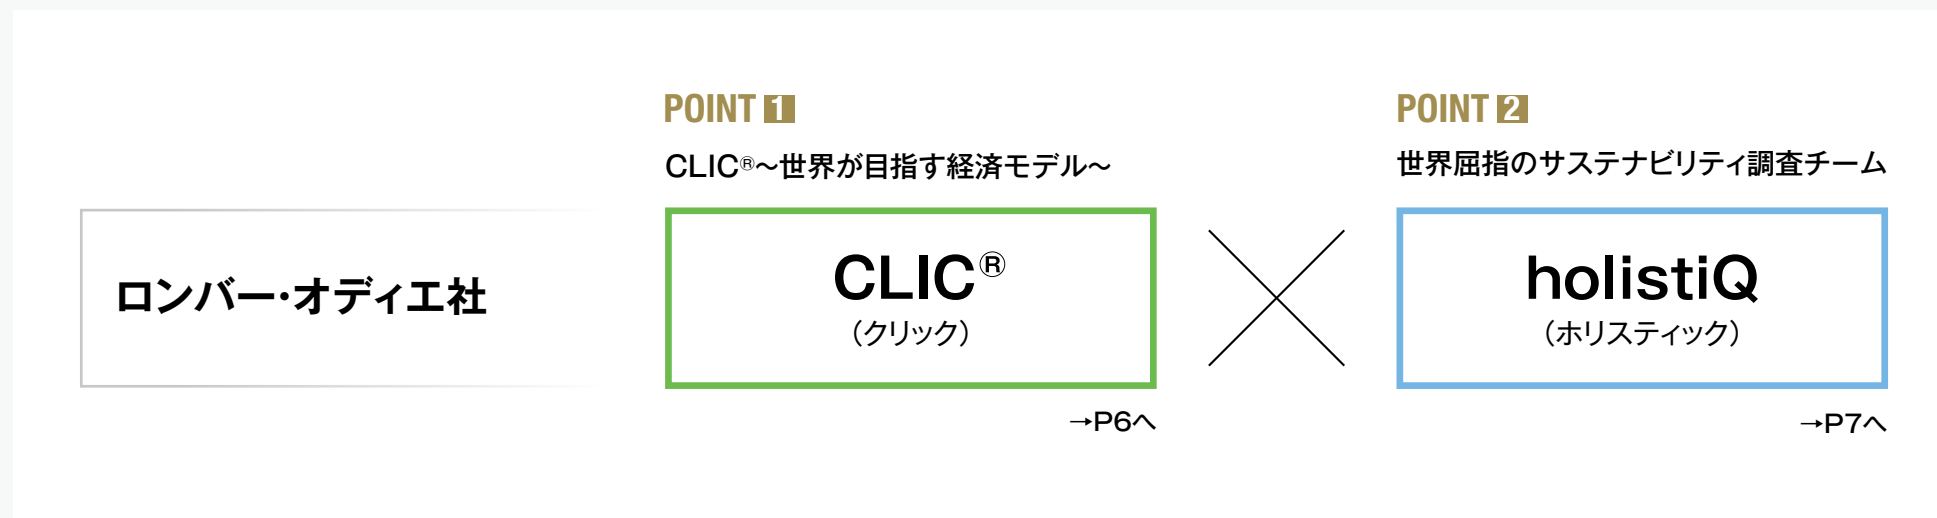 POINT 1
CLIC®～世界が目指す経済モデル～
POINT 2
世界屈指のサステナビリティ調査チーム
ロンバー・オディエ社
CLIC®
（クリック）
→P6へ
holistiQ
（ホリスティック）
→P7へ